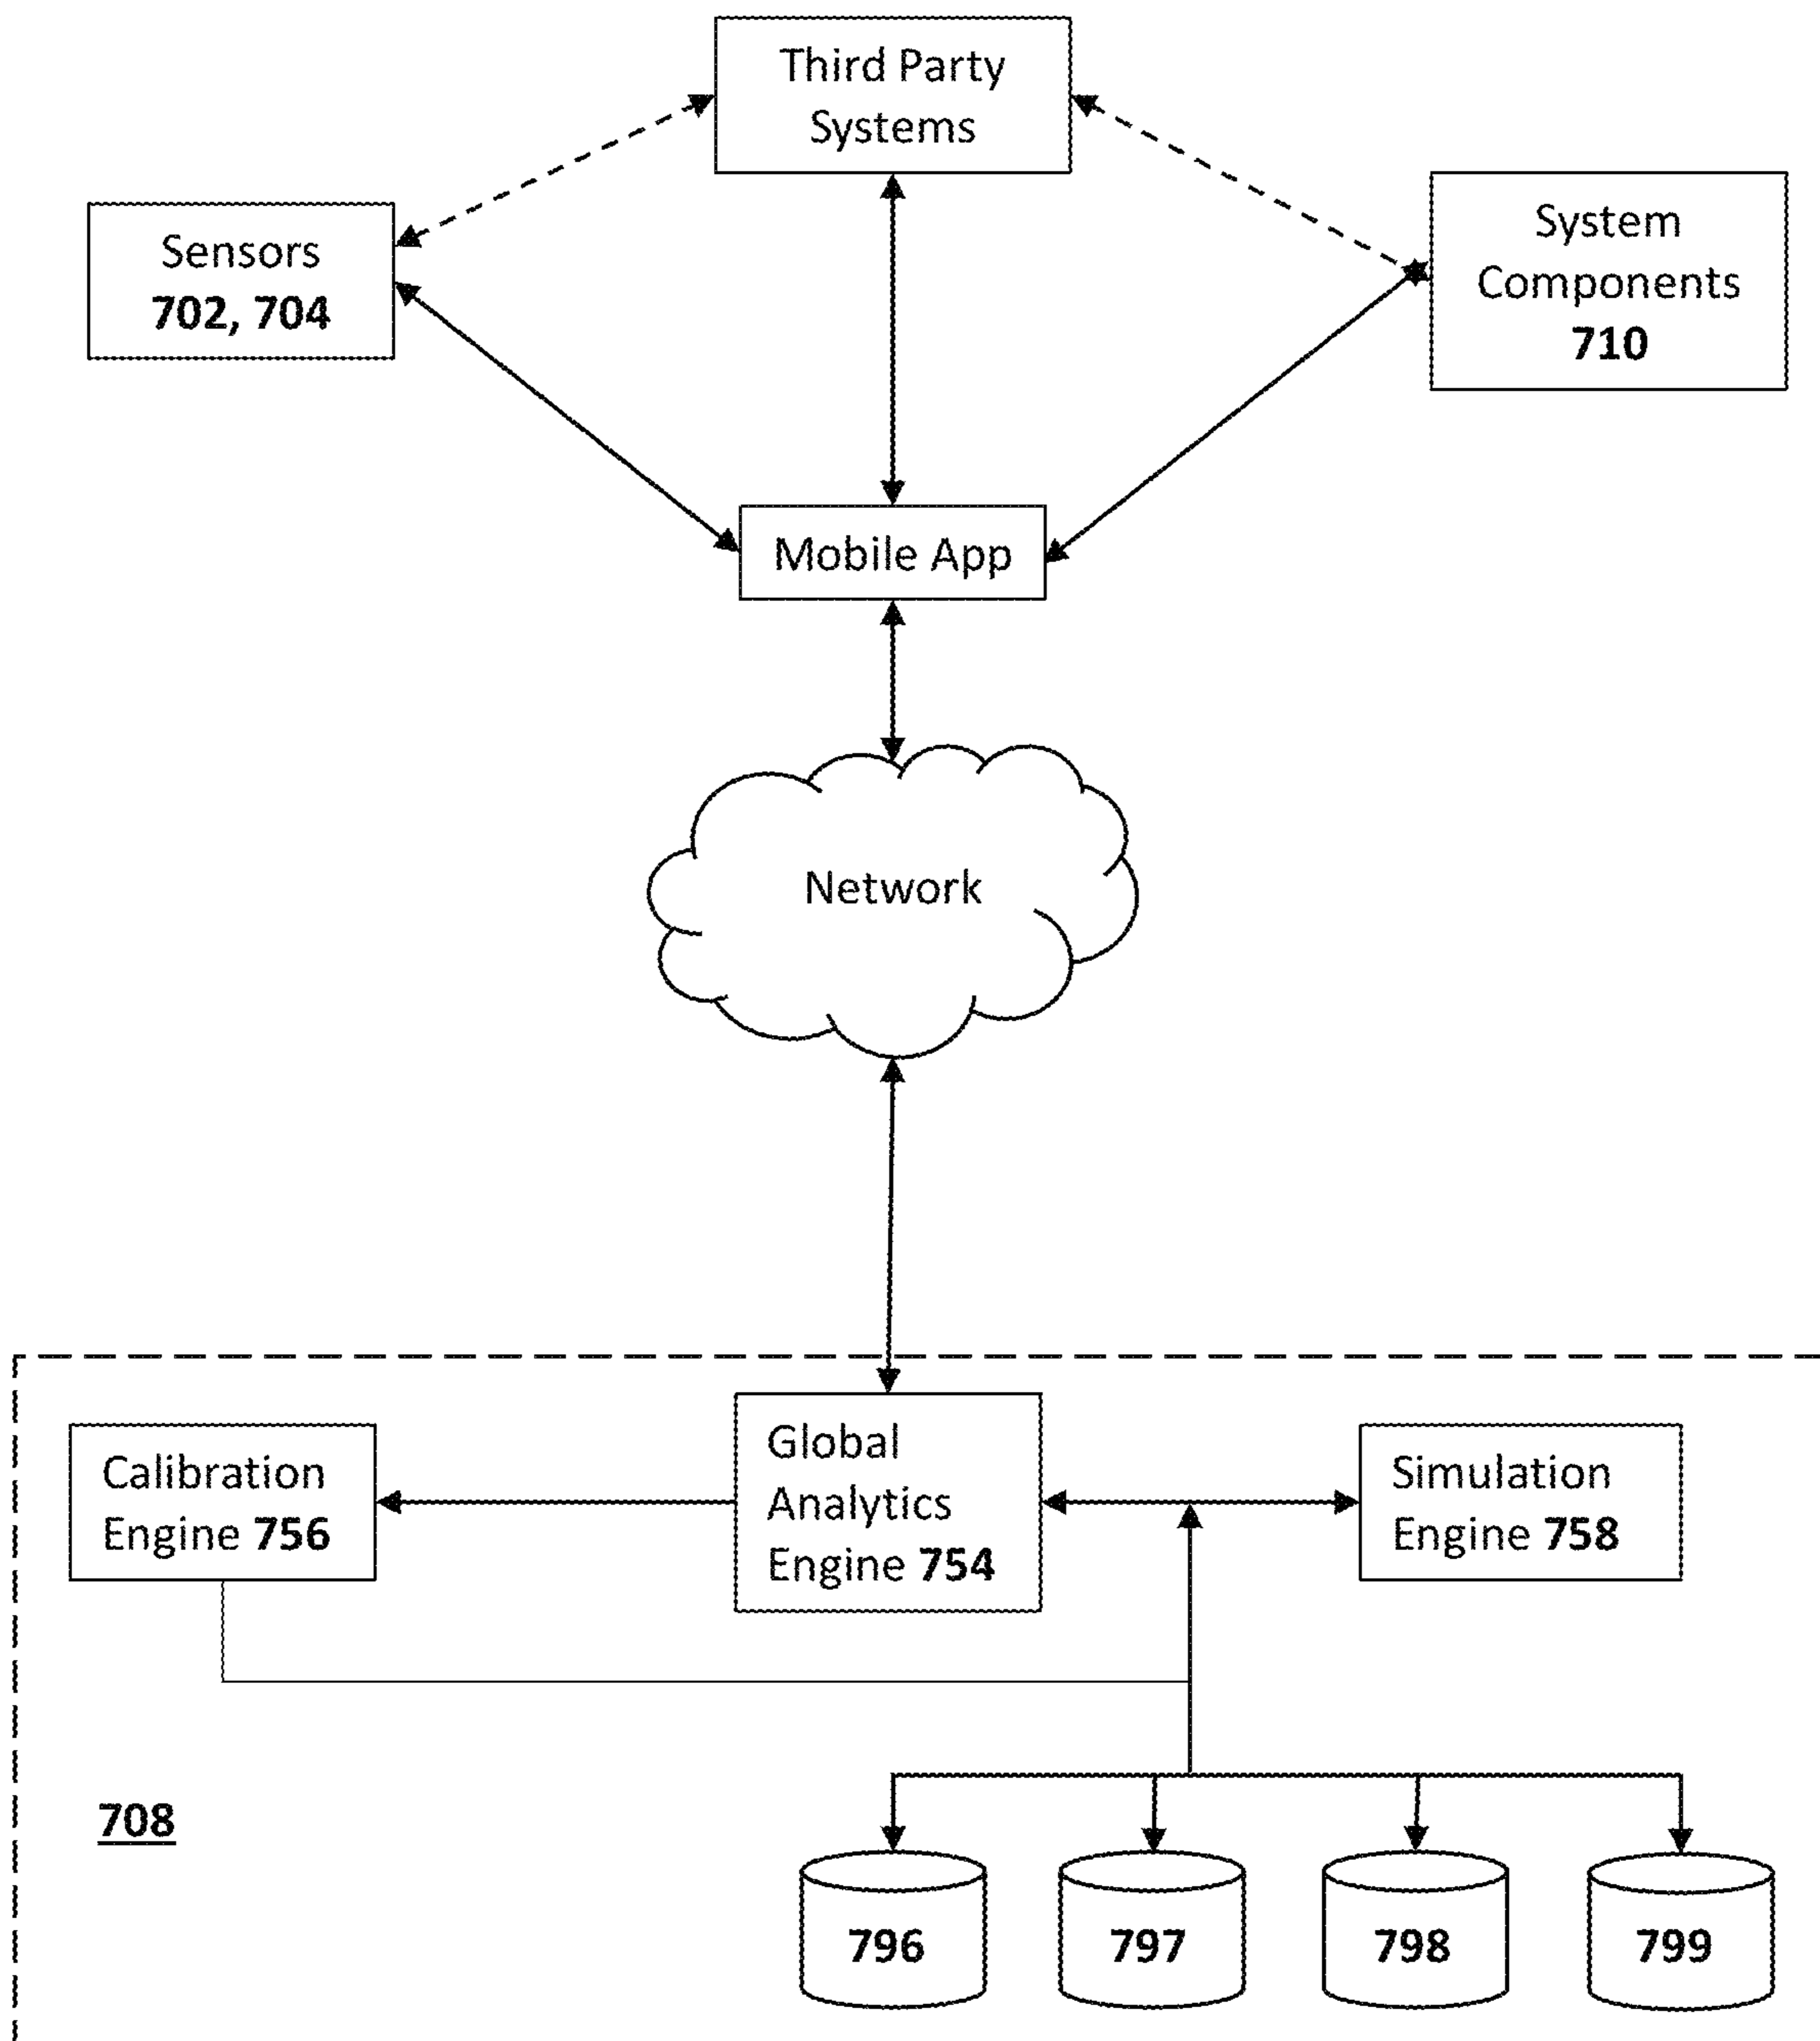 Third Party
Systems
Sensors
702, 704
System
Components
710
Mobile App
Network
Calibration
Engine 756
Global
Analytics
Engine 754
Simulation
Engine 758
708
796
797
798
799